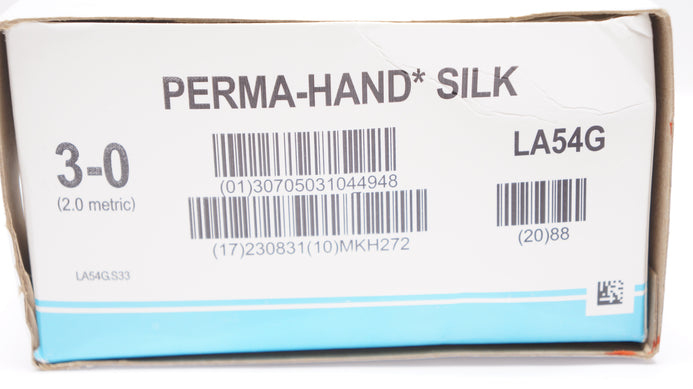 PERMA-HAND* SILK
3-0
(2.0 metric)
LA54G
(01)30705031044948
(17)230831(10)MKH272
(20)88
LA54G.S33